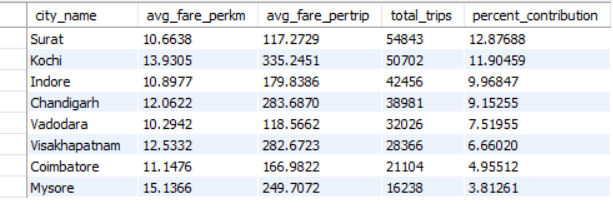 city_name avg_fare_perkm avg_fare_pertrip total_trips percent_contribution
Surat 10.6638 117.2729 54843 12.87688
Kochi 13.9305 335.2451 50702 11.90459
Indore 10.8977 179.8386 42456 9.96847
Chandigarh 12.0622 283.6870 38981 9.15255
Vadodara 10.2942 118.5662 32026 7.51955
Visakhapatnam 12.5332 282.6723 28366 6.66020
Coimbatore 11.1476 166.9822 21104 4.95512
Mysore 15.1366 249.7072 16238 3.81261